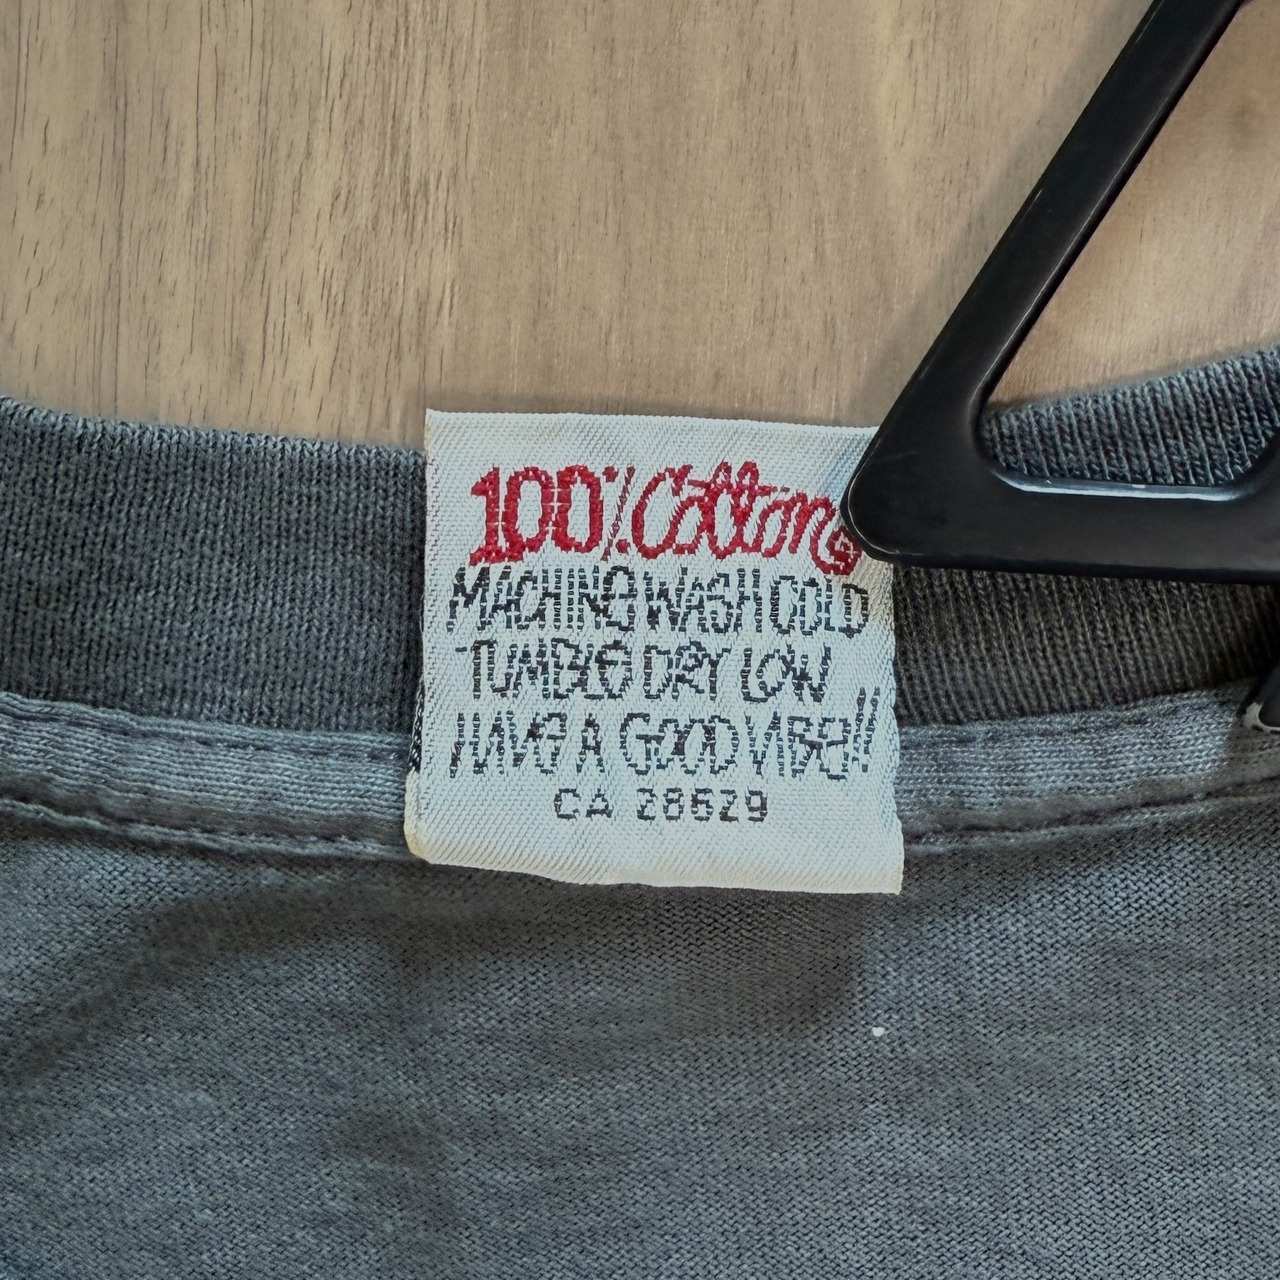 100% Cotton
MACHINE WASH COLD
TUMBLE DRY LOW
HAVE A GOOD VIBE!!
CA 28629